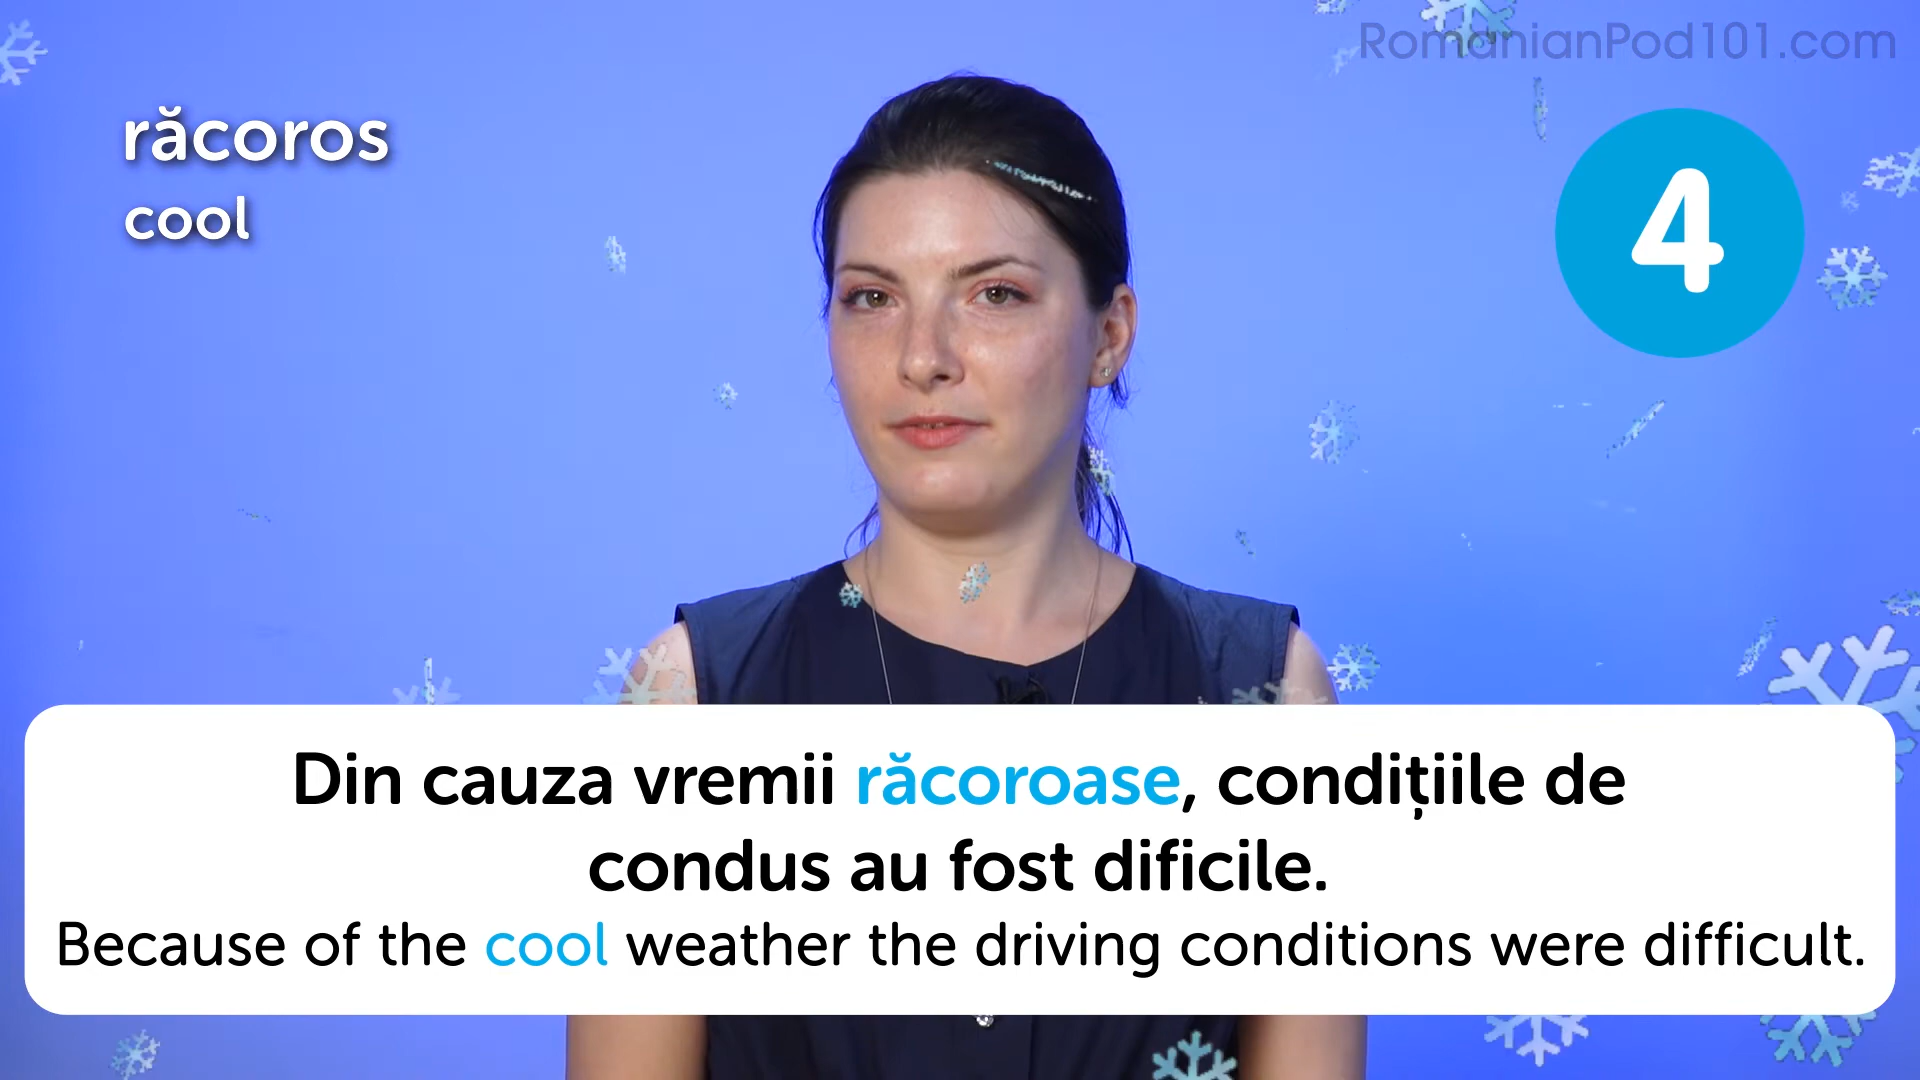 RomanianPod101.com
răcoros
cool
4
Din cauza vremii răcoroase, condițiile de
condus au fost dificile.
Because of the cool weather the driving conditions were difficult.